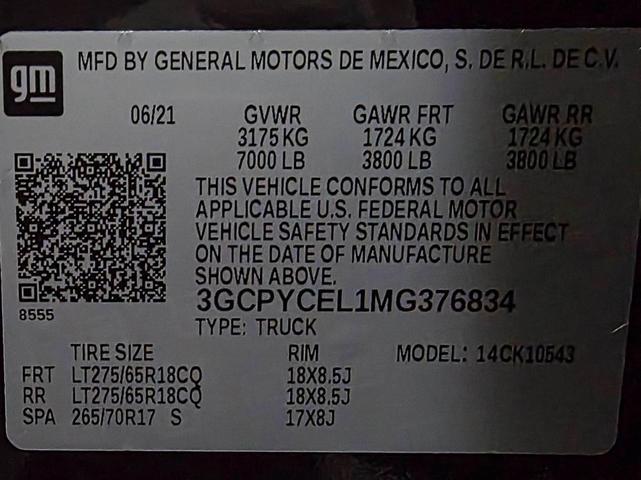 gm MFD BY GENERAL MOTORS DE MEXICO, S. DE R.L. DE C.V.
06/21 GVWR GAWR FRT GAWR RR
3175 KG 1724 KG 1724 KG
7000 LB 3800 LB 3800 LB
THIS VEHICLE CONFORMS TO ALL
APPLICABLE U.S. FEDERAL MOTOR
VEHICLE SAFETY STANDARDS IN EFFECT
ON THE DATE OF MANUFACTURE
SHOWN ABOVE.
3GCPYCEL1MG376834
8555
TYPE: TRUCK
TIRE SIZE RIM MODEL: 14CK10543
FRT LT275/65R18CQ 18X8.5J
RR LT275/65R18CQ 18X8.5J
SPA 265/70R17 S 17X8J